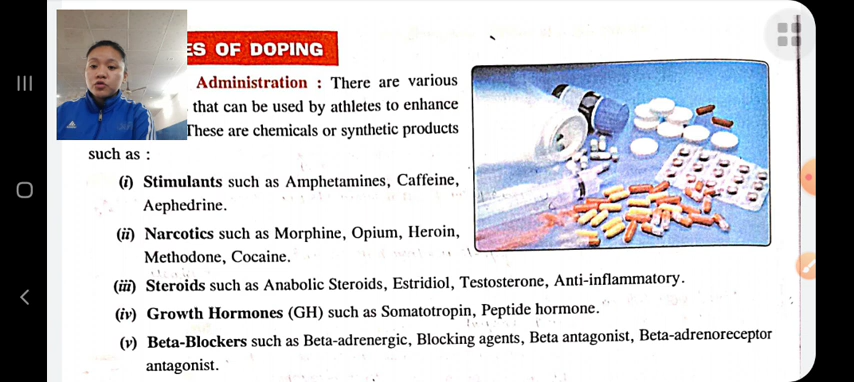 ES OF DOPING
Administration : There are various
that can be used by athletes to enhance
These are chemicals or synthetic products
such as :
(i) Stimulants such as Amphetamines, Caffeine,
Aephedrine.
(ii) Narcotics such as Morphine, Opium, Heroin,
Methodone, Cocaine.
(iii) Steroids such as Anabolic Steroids, Estridiol, Testosterone, Anti-inflammatory.
(iv) Growth Hormones (GH) such as Somatotropin, Peptide hormone.
(v) Beta-Blockers such as Beta-adrenergic, Blocking agents, Beta antagonist, Beta-adrenoreceptor
antagonist.